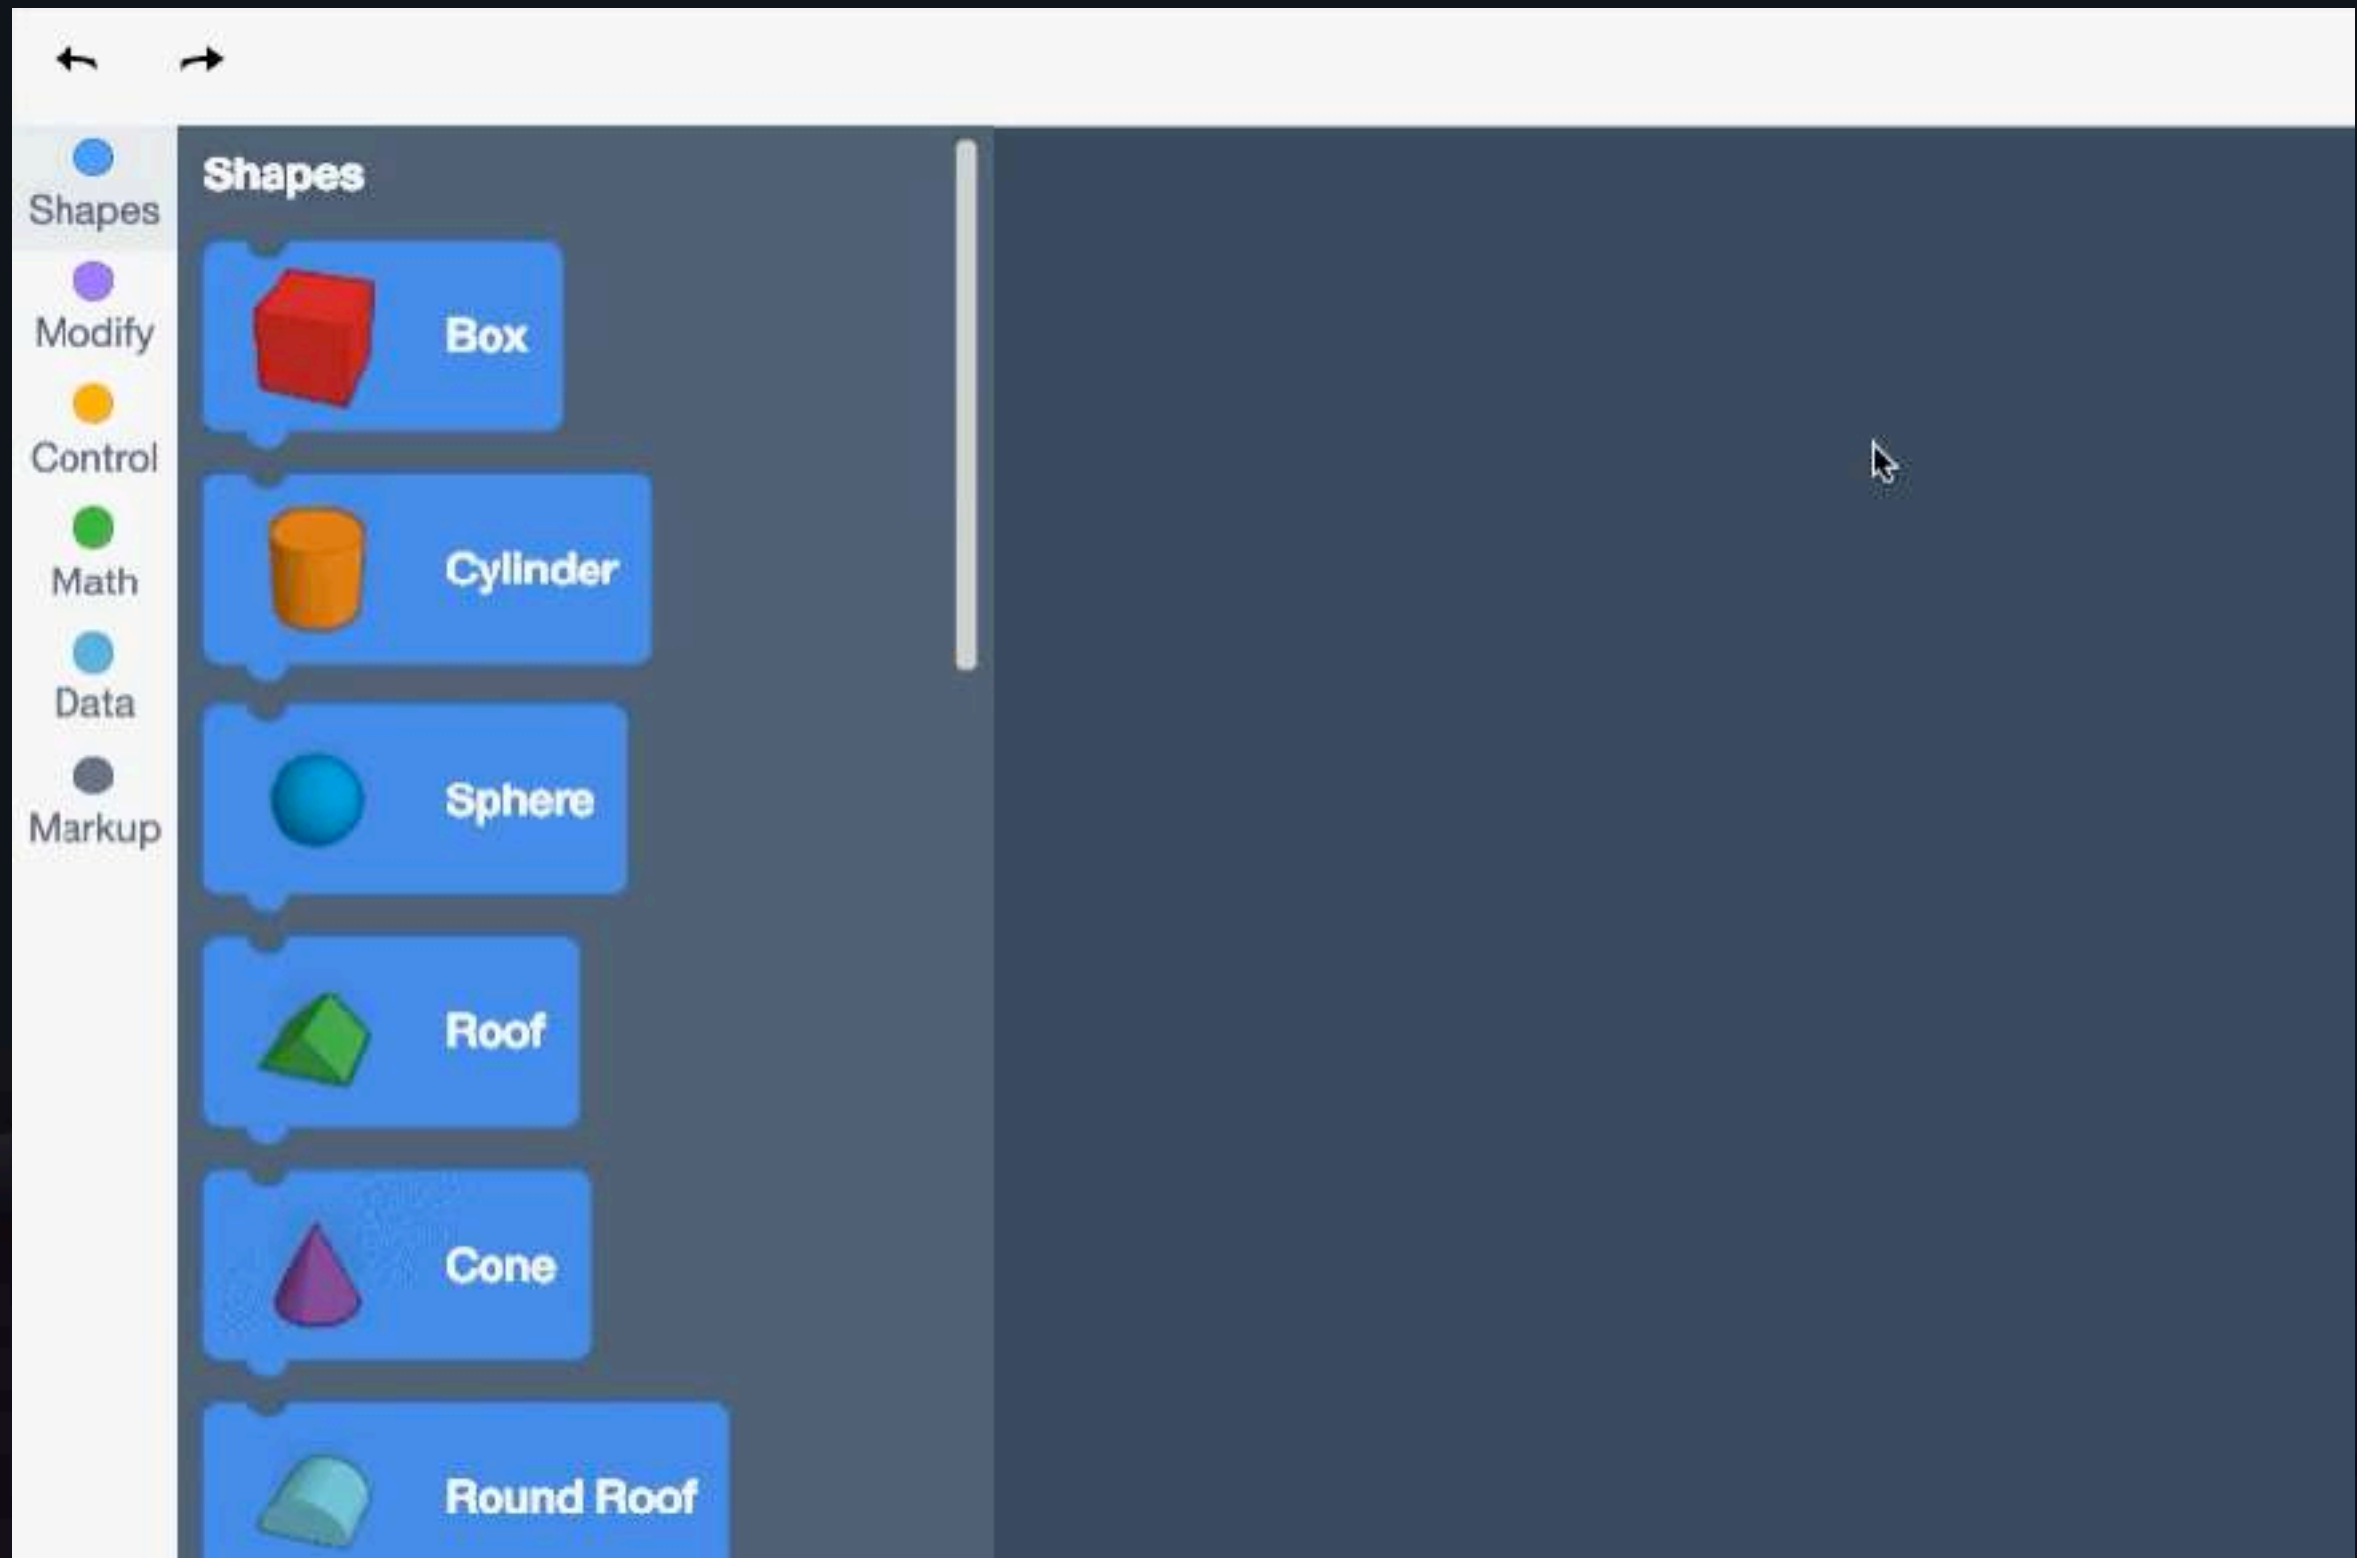 Shapes
Modify
Control
Math
Data
Markup
Shapes
Box
Cylinder
Sphere
Roof
Cone
Round Roof